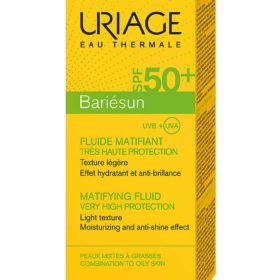 URIAGE
EAU THERMALE
SPF 50+
Bariésun
UVB + UVA
FLUIDE MATIFIANT
TRÈS HAUTE PROTECTION
Texture légère
Effet hydratant et anti-brillance
MATIFYING FLUID
VERY HIGH PROTECTION
Light texture
Moisturizing and anti-shine effect
PEAUX MIXTES À GRASSES
COMBINATION TO OILY SKIN